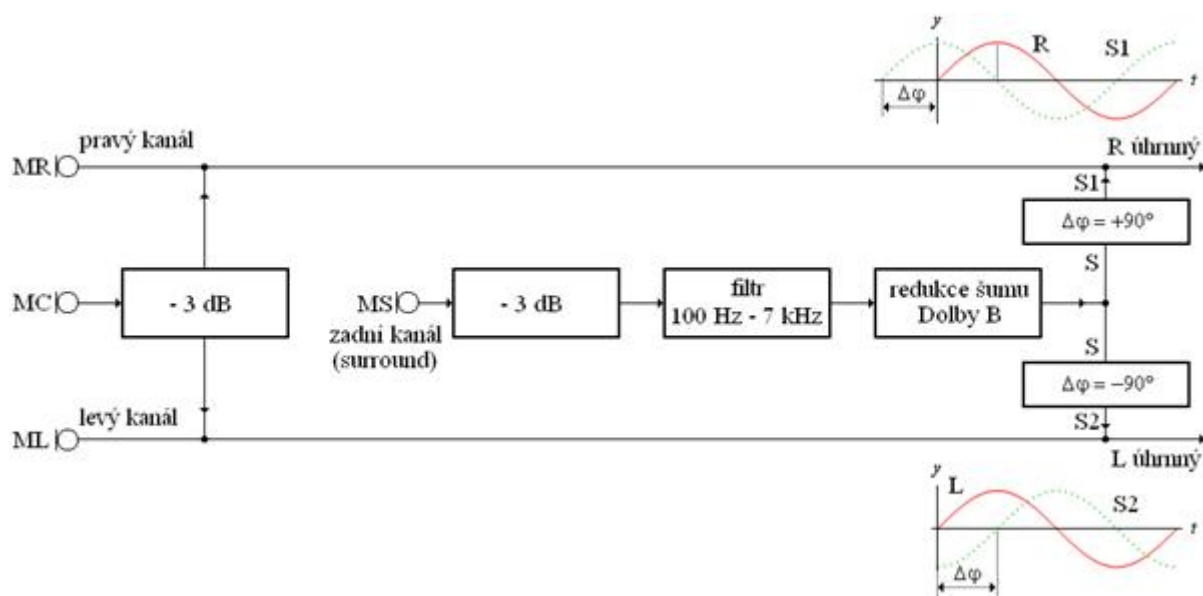 y
R
S1
t
Δφ
pravý kanál
MR
R úhrnný
S1
Δφ = +90°
S
MC
- 3 dB
MS
- 3 dB
filtr
100 Hz - 7 kHz
redukce šumu
Dolby B
zadní kanál
(surround)
S
Δφ = −90°
levý kanál
S2
ML
L úhrnný
y
L
S2
t
Δφ